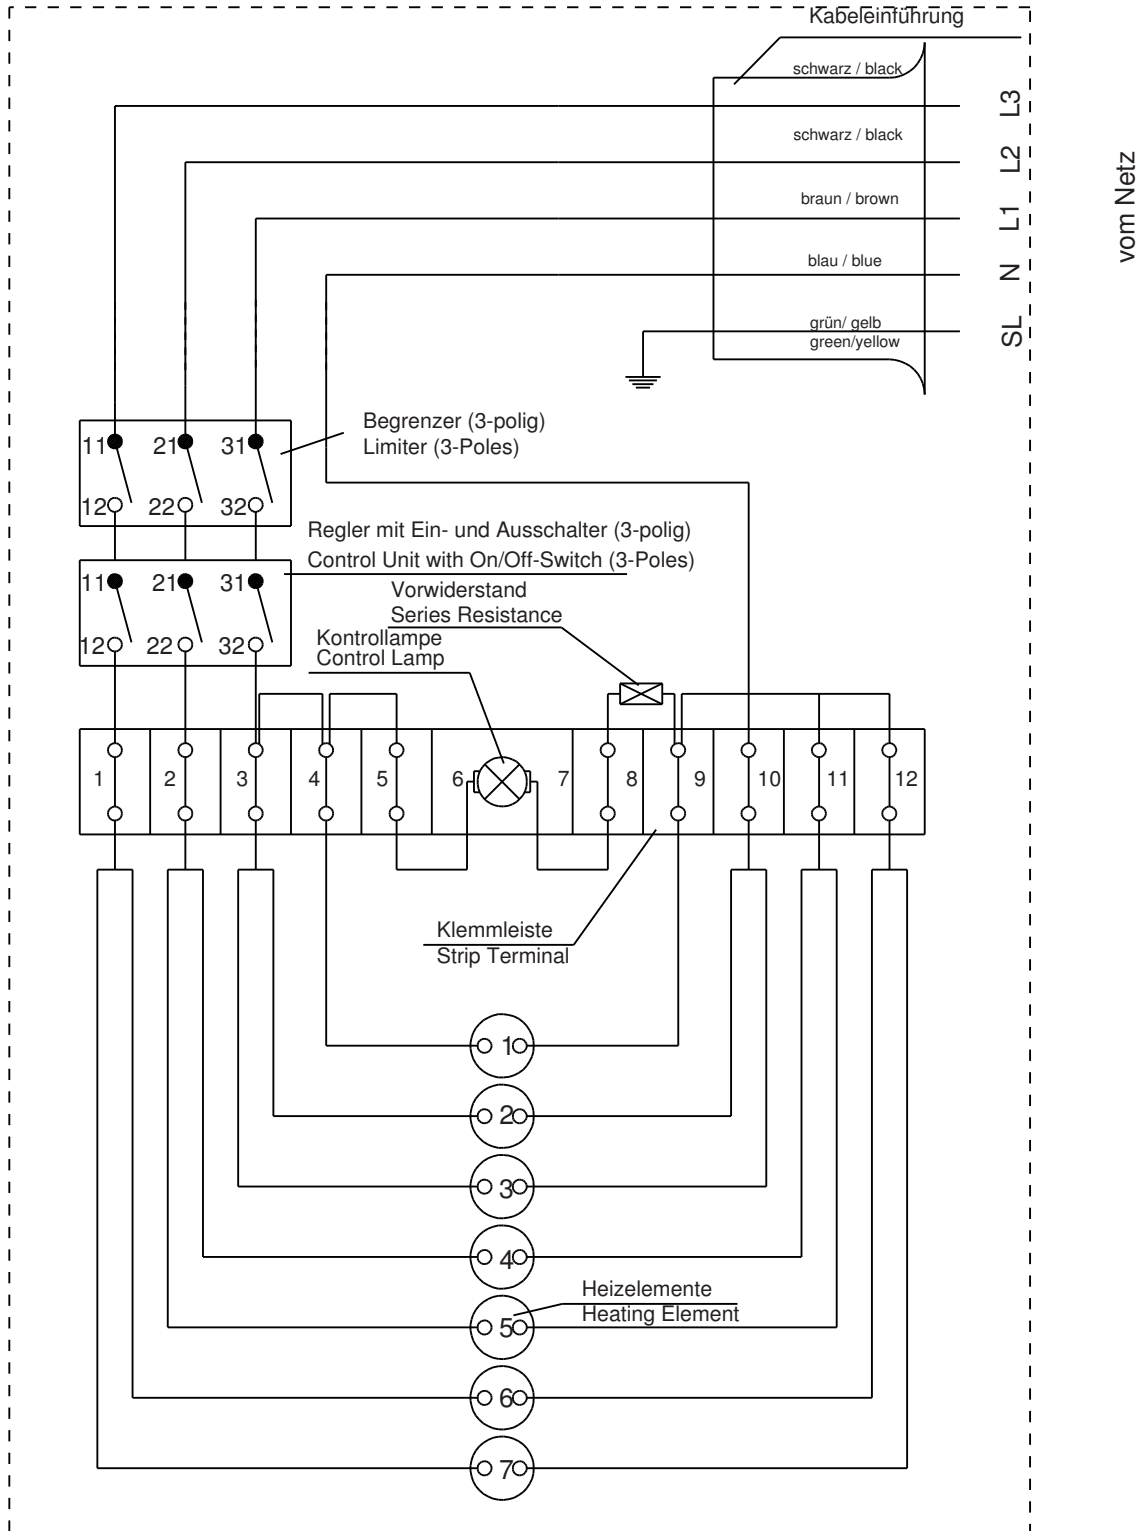 Kabeleinführung
schwarz / black
L3
schwarz / black
L2
braun / brown
L1
blau / blue
N
grün/ gelb
green/yellow
SL
vom Netz
Begrenzer (3-polig)
Limiter (3-Poles)
11 21 31
12 22 32
Regler mit Ein- und Ausschalter (3-polig)
Control Unit with On/Off-Switch (3-Poles)
11 21 31
12 22 32
Vorwiderstand
Series Resistance
Kontrollampe
Control Lamp
1 2 3 4 5 6 7 8 9 10 11 12
Klemmleiste
Strip Terminal
1
2
3
4
Heizelemente
Heating Element
5
6
7